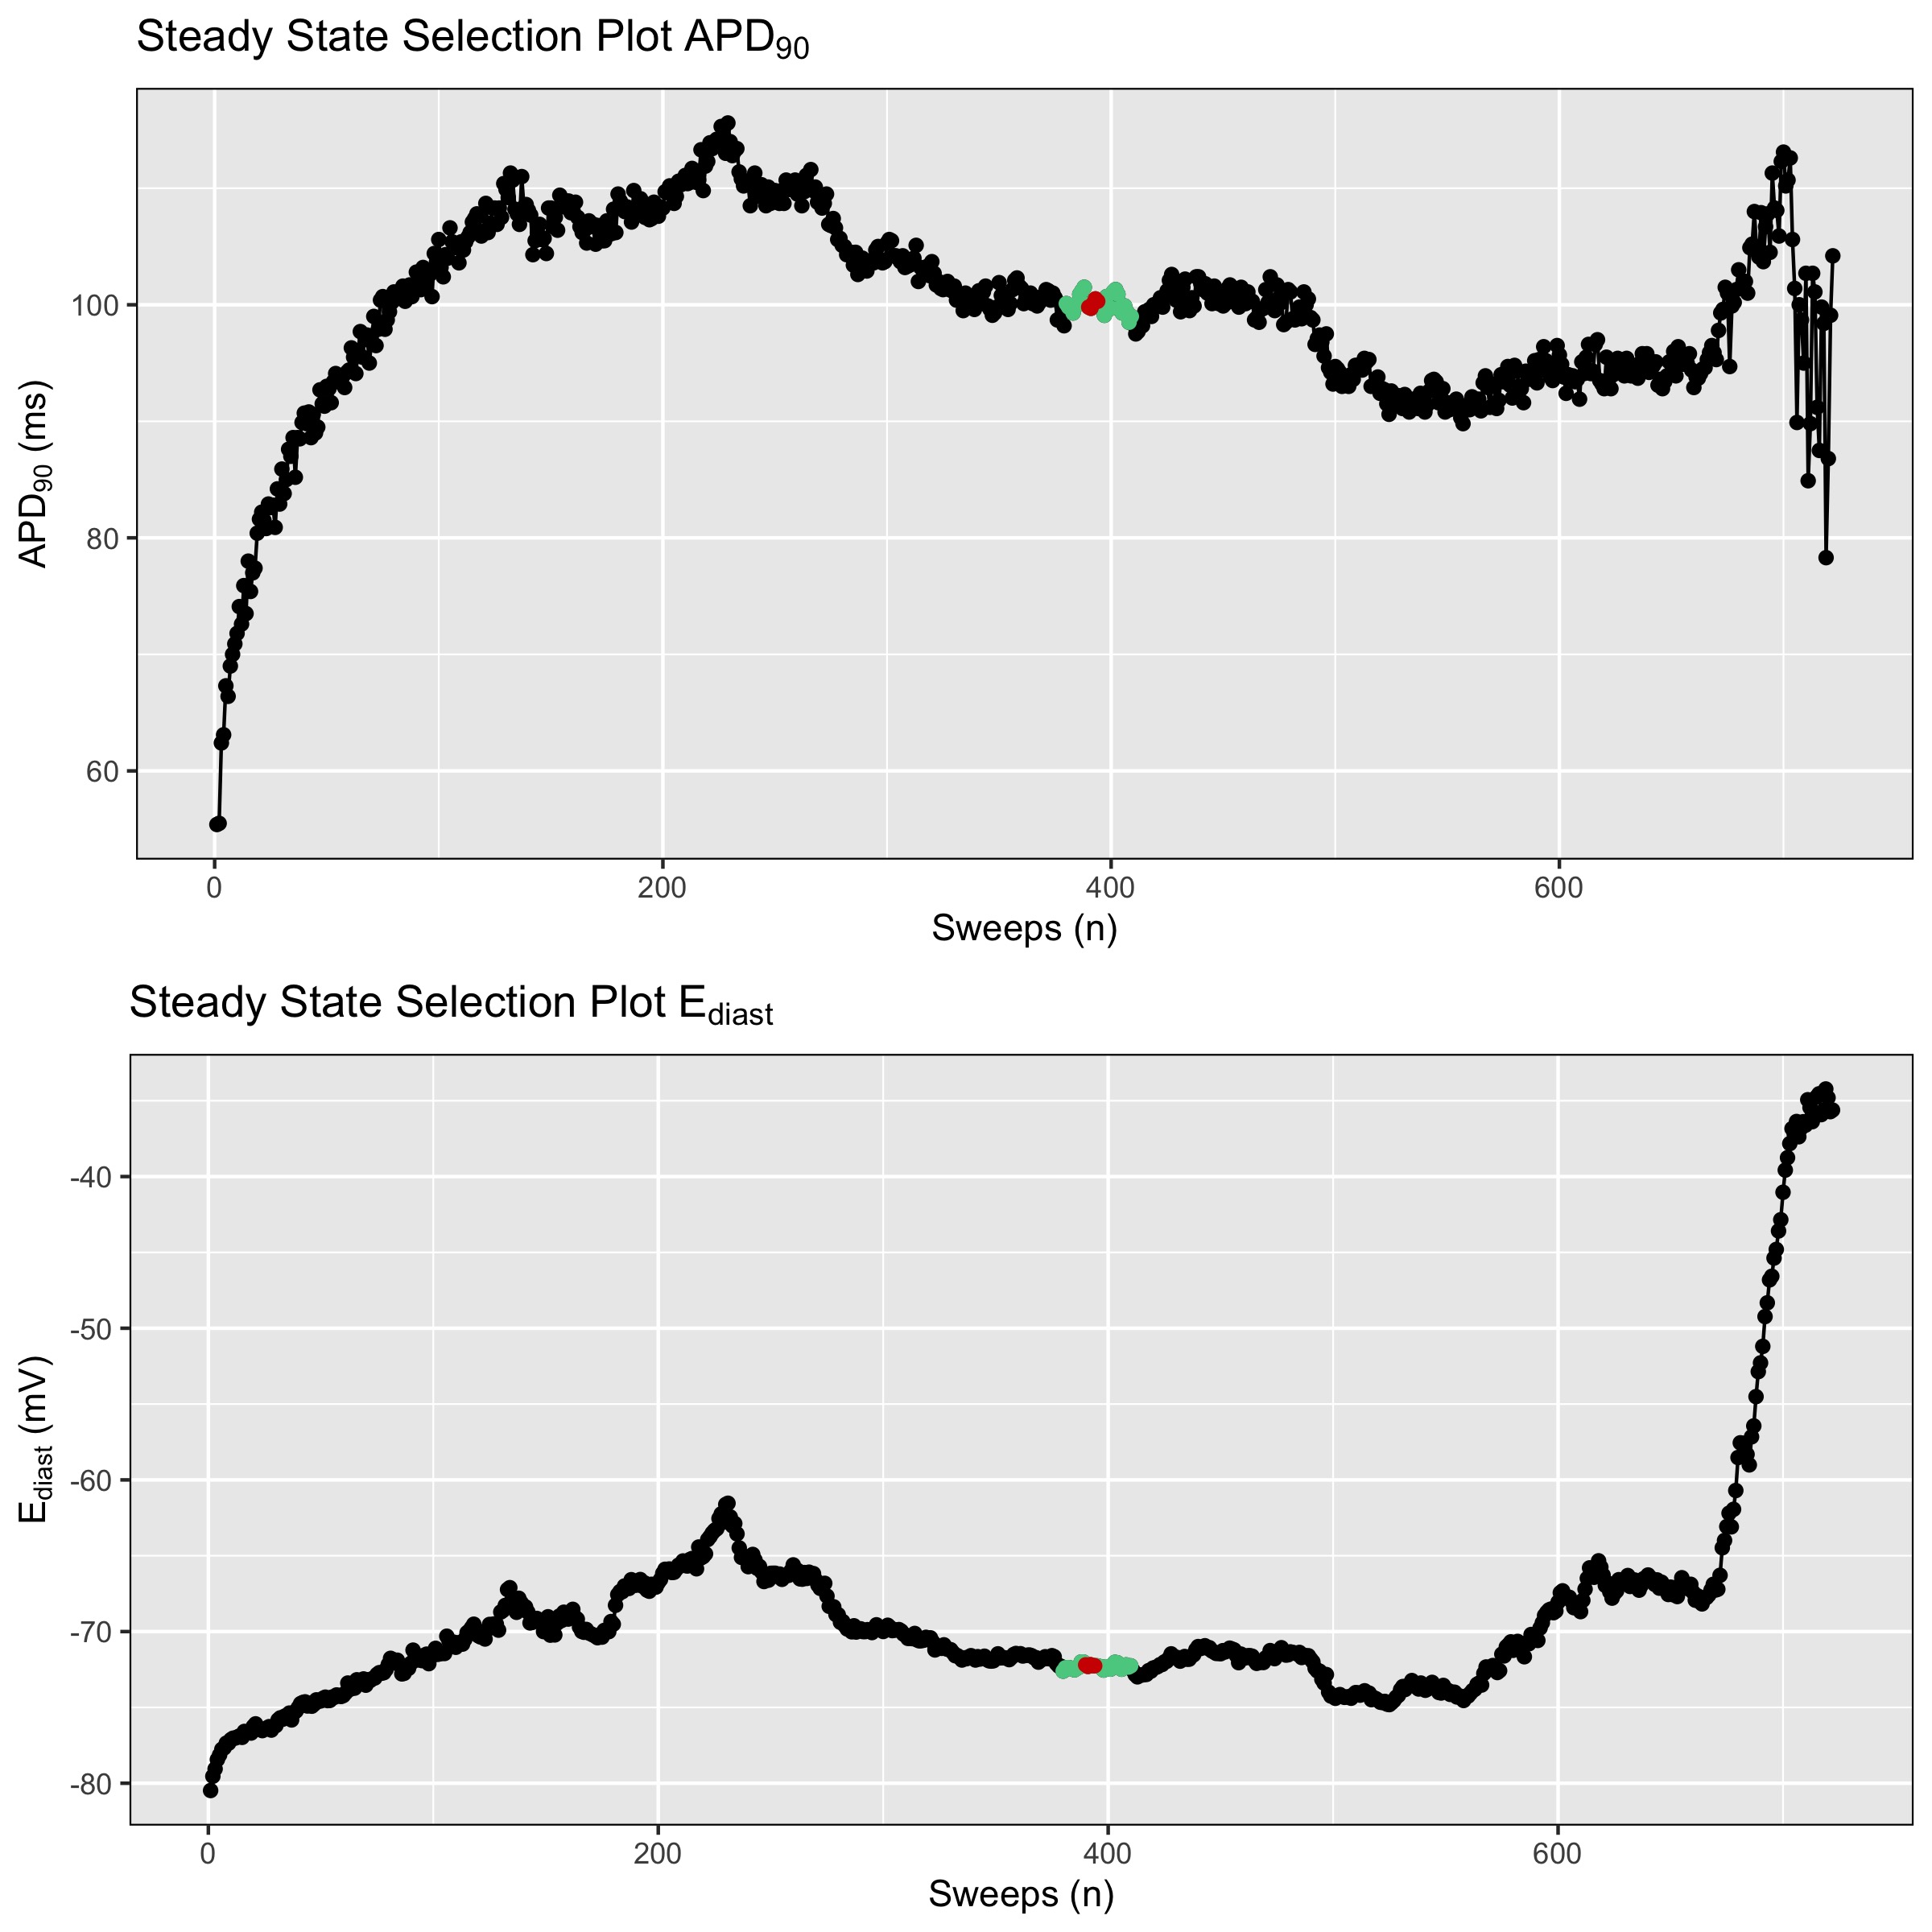 Steady State Selection Plot APD90
100
80
60
APD90 (ms)
0 200 400 600
Sweeps (n)
Steady State Selection Plot Ediast
-40
-50
-60
-70
-80
Ediast (mV)
0 200 400 600
Sweeps (n)